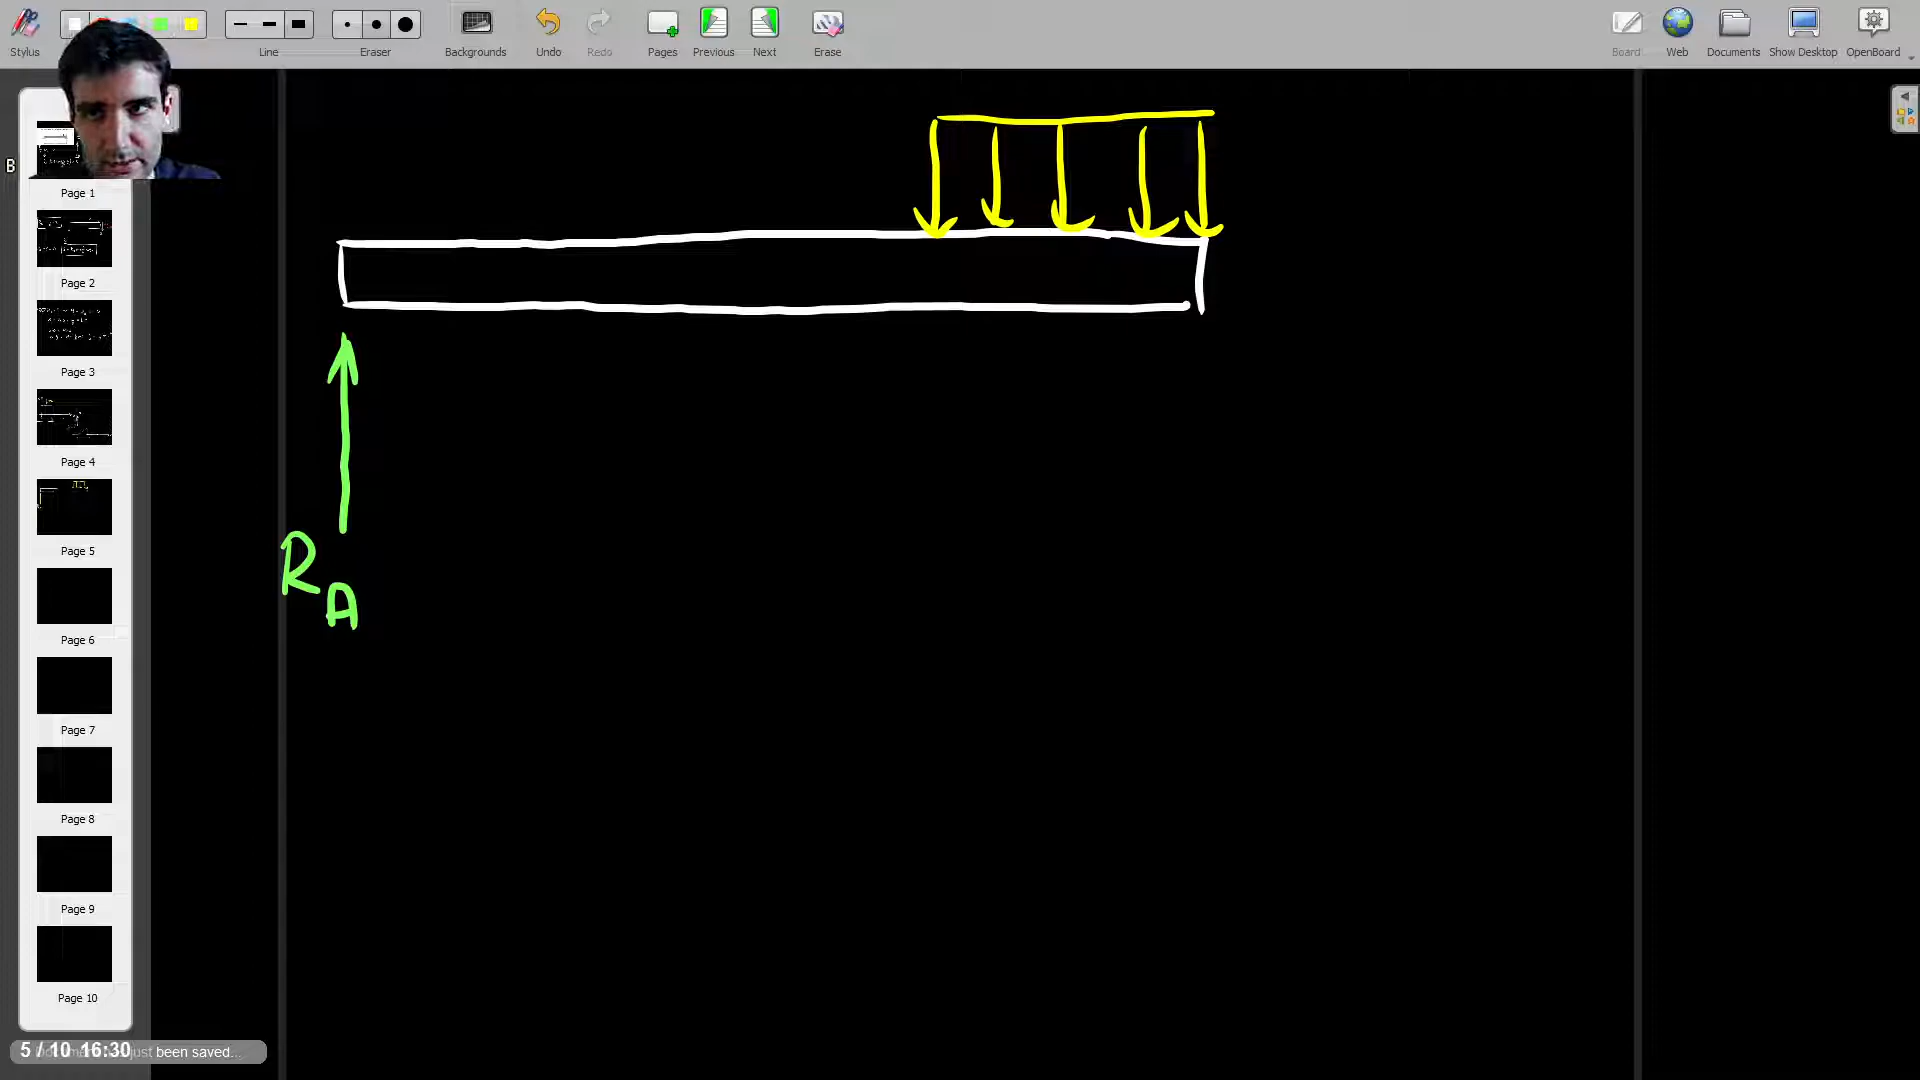 Stylus
Line
Eraser
Backgrounds
Undo
Redo
Pages
Previous
Next
Erase
Board
Web
Documents
Show Desktop
OpenBoard
B
Page 1
Page 2
Page 3
Page 4
Page 5
Page 6
Page 7
Page 8
Page 9
Page 10
R
A
5 / 10 16:30
just been saved...